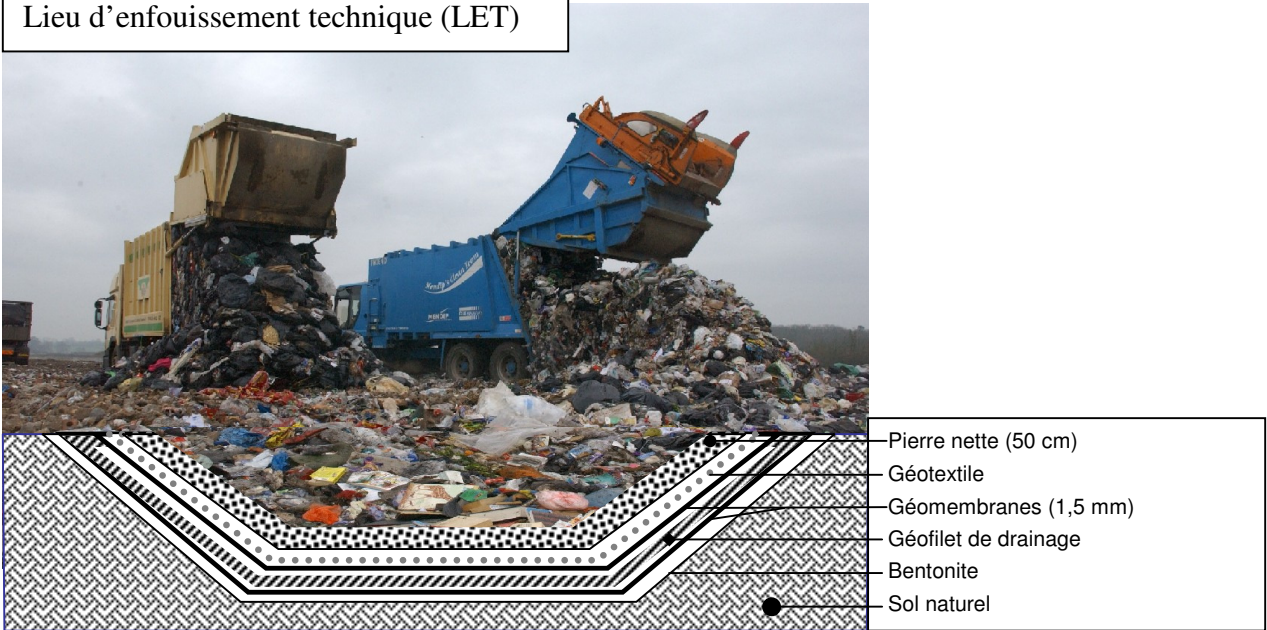 Lieu d'enfouissement technique (LET)
Pierre nette (50 cm)
Géotextile
Géomembranes (1,5 mm)
Géofilet de drainage
Bentonite
Sol naturel